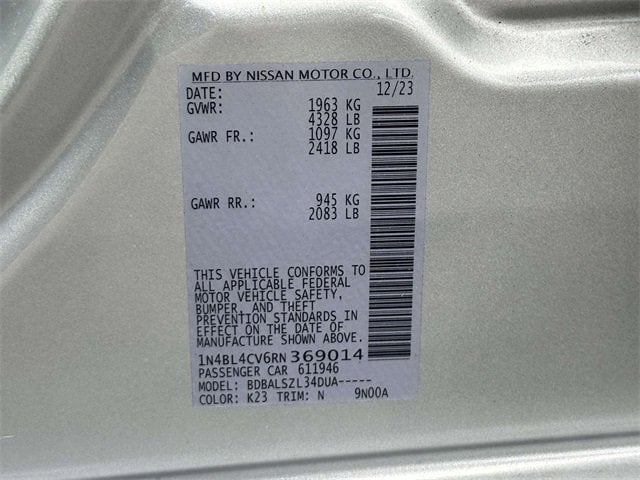 MFD BY NISSAN MOTOR CO., LTD.
DATE: 12/23
GVWR: 1963 KG
4328 LB
GAWR FR.: 1097 KG
2418 LB
GAWR RR.: 945 KG
2083 LB
THIS VEHICLE CONFORMS TO
ALL APPLICABLE FEDERAL
MOTOR VEHICLE SAFETY,
BUMPER, AND THEFT
PREVENTION STANDARDS IN
EFFECT ON THE DATE OF
MANUFACTURE SHOWN ABOVE.
1N4BL4CV6RN369014
PASSENGER CAR 611946
MODEL: BDBALSZL34DUA-----
COLOR: K23 TRIM: N 9N00A